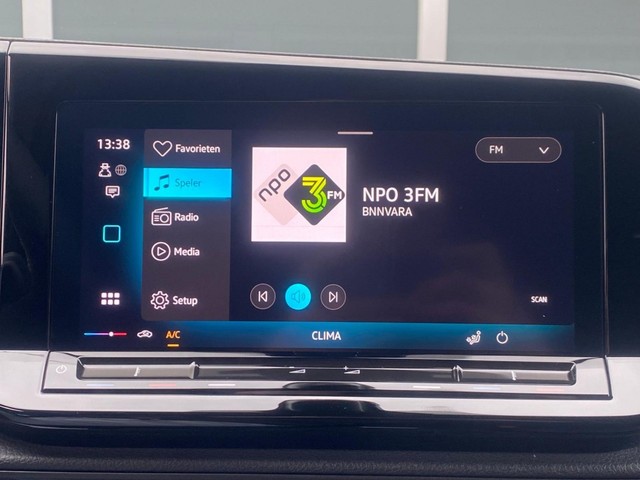 13:38
Favorieten
Speler
Radio
Media
Setup
npo
3FM
NPO 3FM
BNNVARA
FM
SCAN
A/C
CLIMA